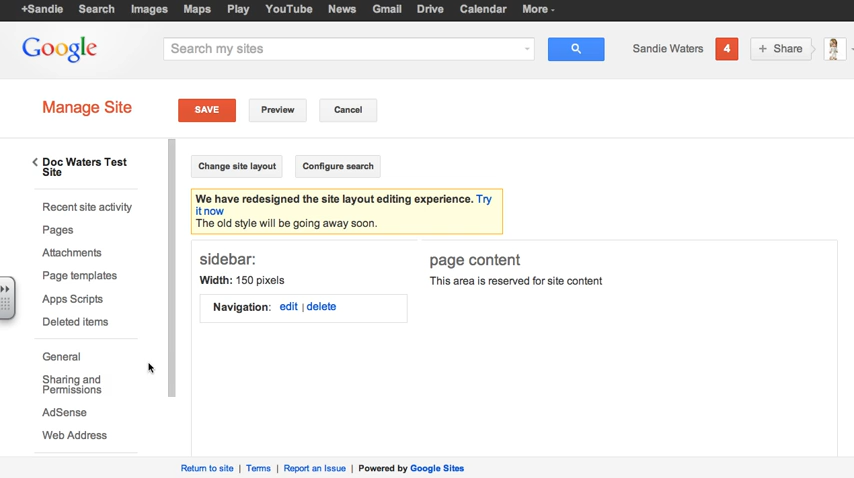 +Sandie Search Images Maps Play YouTube News Gmail Drive Calendar More
Google Search my sites Sandie Waters 4 + Share
Manage Site SAVE Preview Cancel
Doc Waters Test
Site
Change site layout Configure search
We have redesigned the site layout editing experience. Try
it now
The old style will be going away soon.
Recent site activity
Pages
Attachments
Page templates
Apps Scripts
Deleted items
General
Sharing and
Permissions
AdSense
Web Address
sidebar:
Width: 150 pixels
Navigation: edit | delete
page content
This area is reserved for site content
Return to site | Terms | Report an Issue | Powered by Google Sites